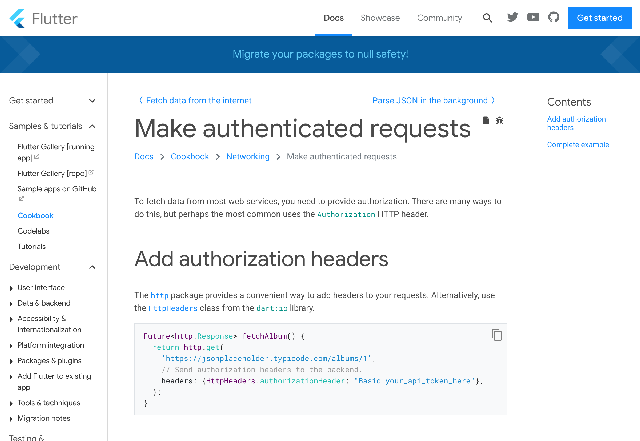 Flutter
Docs
Showcase
Community
Get started
Migrate your packages to null safety!
Get started
Samples & tutorials
Flutter Gallery [running
app]
Flutter Gallery [repo]
Sample apps on GitHub
Cookbook
Codelabs
Tutorials
Development
User interface
Data & backend
Accessibility &
internationalization
Platform integration
Packages & plugins
Add Flutter to existing
app
Tools & techniques
Migration notes
Testing &
Fetch data from the internet
Parse JSON in the background
Make authenticated requests
Docs > Cookbook > Networking > Make authenticated requests
To fetch data from most web services, you need to provide authorization. There are many ways to
do this, but perhaps the most common uses the Authorization HTTP header.
Add authorization headers
The http package provides a convenient way to add headers to your requests. Alternatively, use
the HttpHeaders class from the dart:io library.
Future<http.Response> fetchAlbum() {
return http.get(
'https://jsonplaceholder.typicode.com/albums/1',
// Send authorization headers to the backend.
headers: {HttpHeaders.authorizationHeader: "Basic your_api_token_here"},
);
}
Contents
Add authorization
headers
Complete example